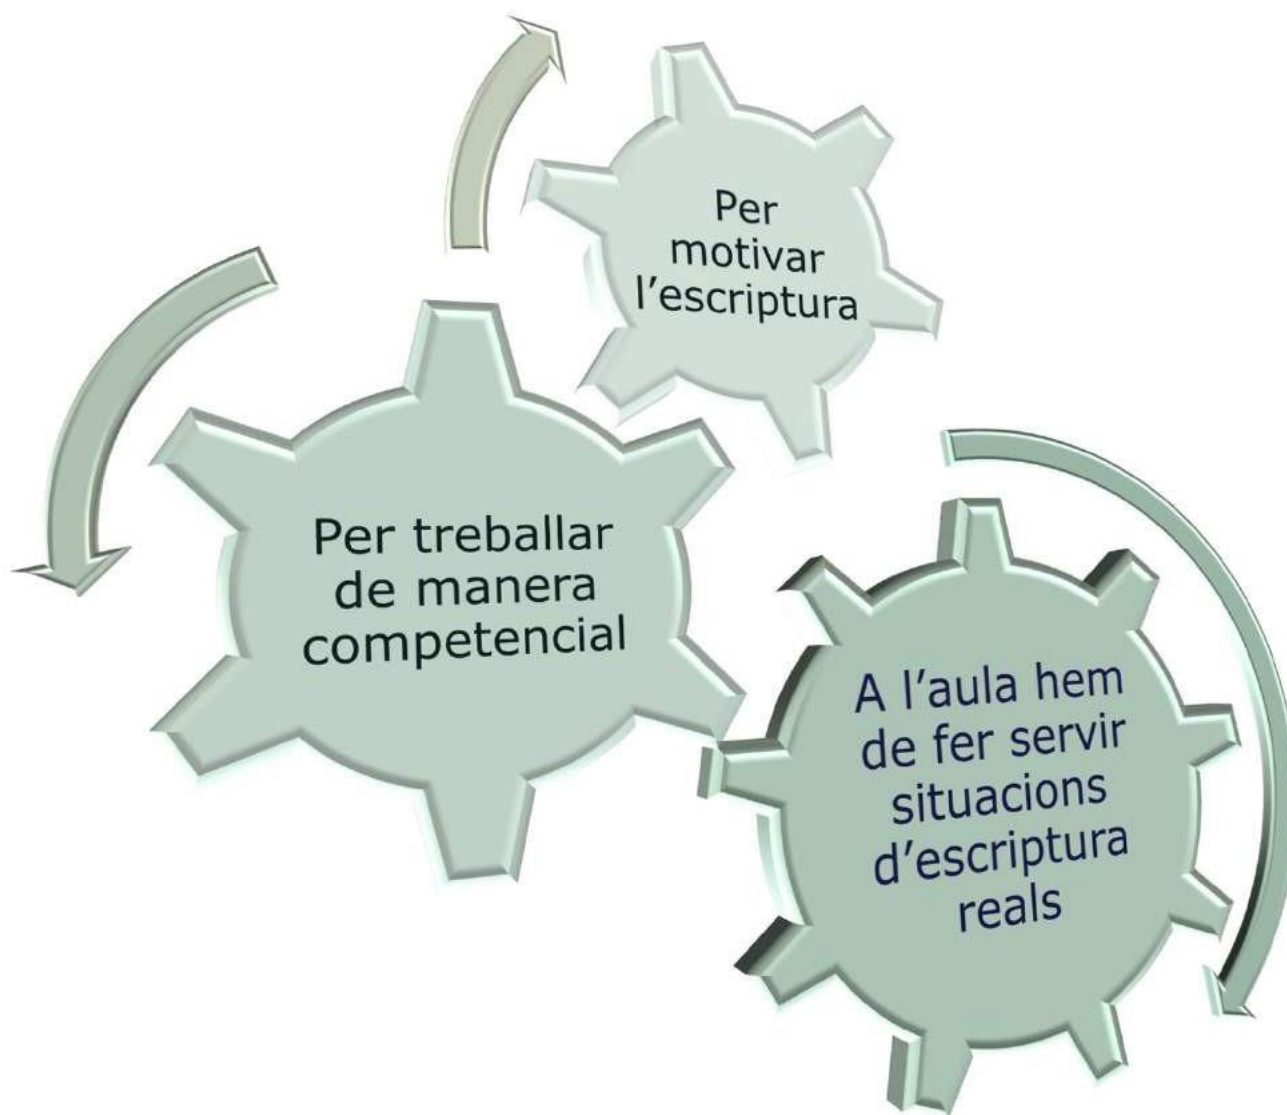 Per
motivar
l’escriptura
Per treballar
de manera
competencial
A l’aula hem
de fer servir
situacions
d’escriptura
reals